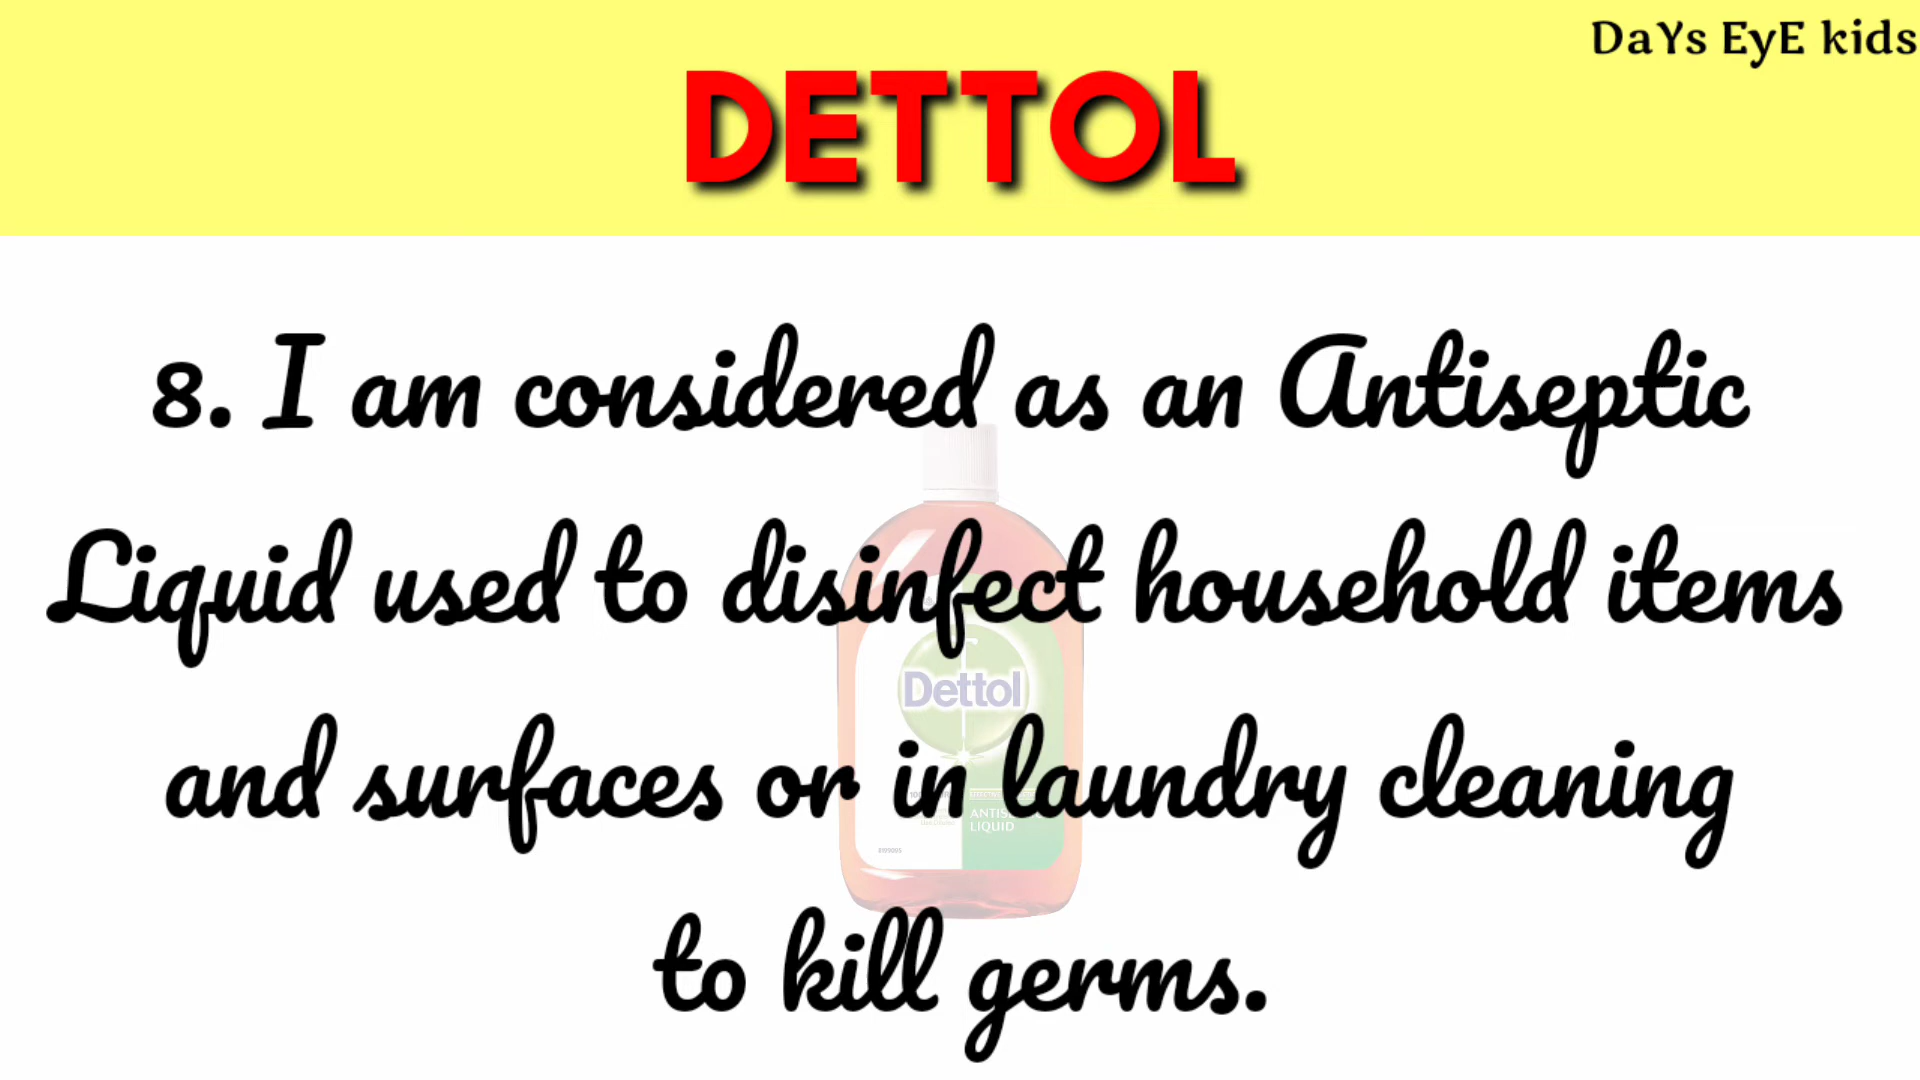 DaYs EyE kids
DETTOL
8. I am considered as an Antiseptic
Liquid used to disinfect household items
and surfaces or in laundry cleaning
to kill germs.
Dettol
LIQUID